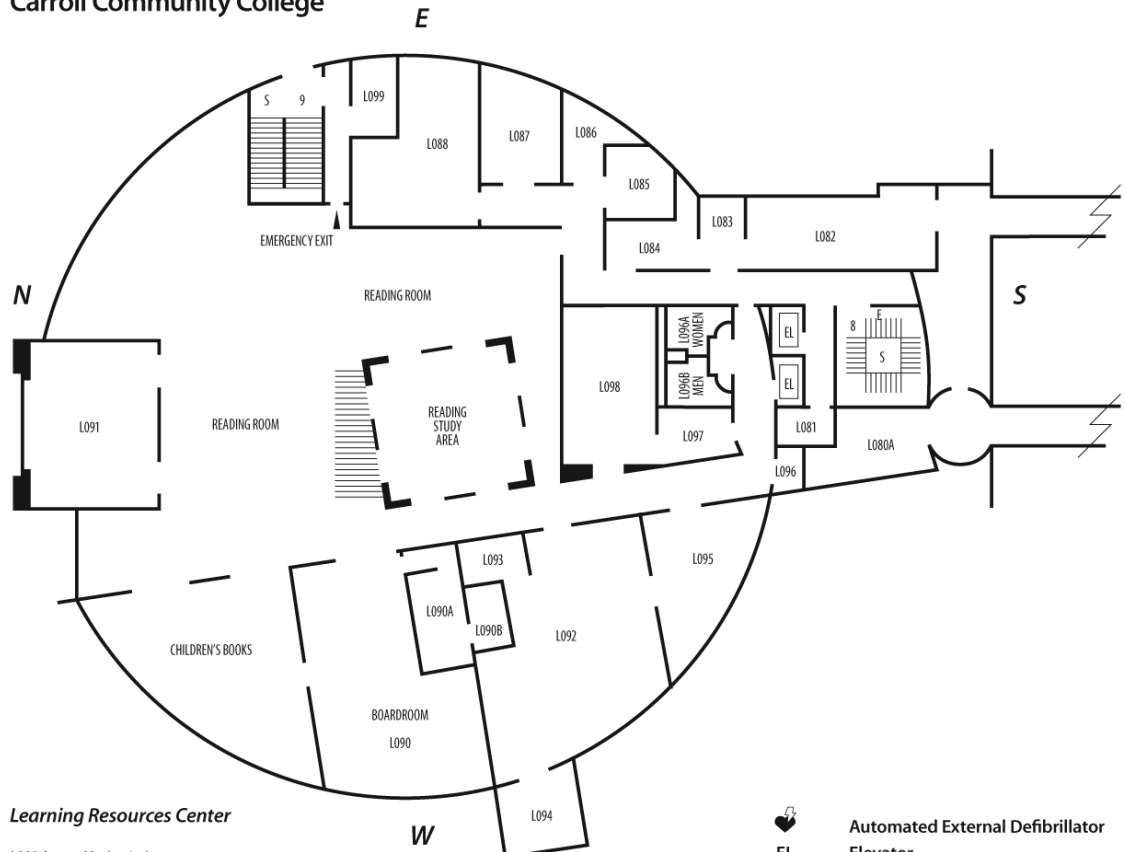 Carroll Community College
E
S 9
L099
L088
L087
L086
L085
L083
L082
L084
EMERGENCY EXIT
N
READING ROOM
S
L096A
WOMEN
EL
8
E
S
L098
L096B
MEN
EL
L091
READING ROOM
READING
STUDY
AREA
L097
L081
L080A
L096
L093
L095
L090A
L090B
L092
CHILDREN'S BOOKS
BOARDROOM
L090
L094
Learning Resources Center
W
Automated External Defibrillator
EL Elevator